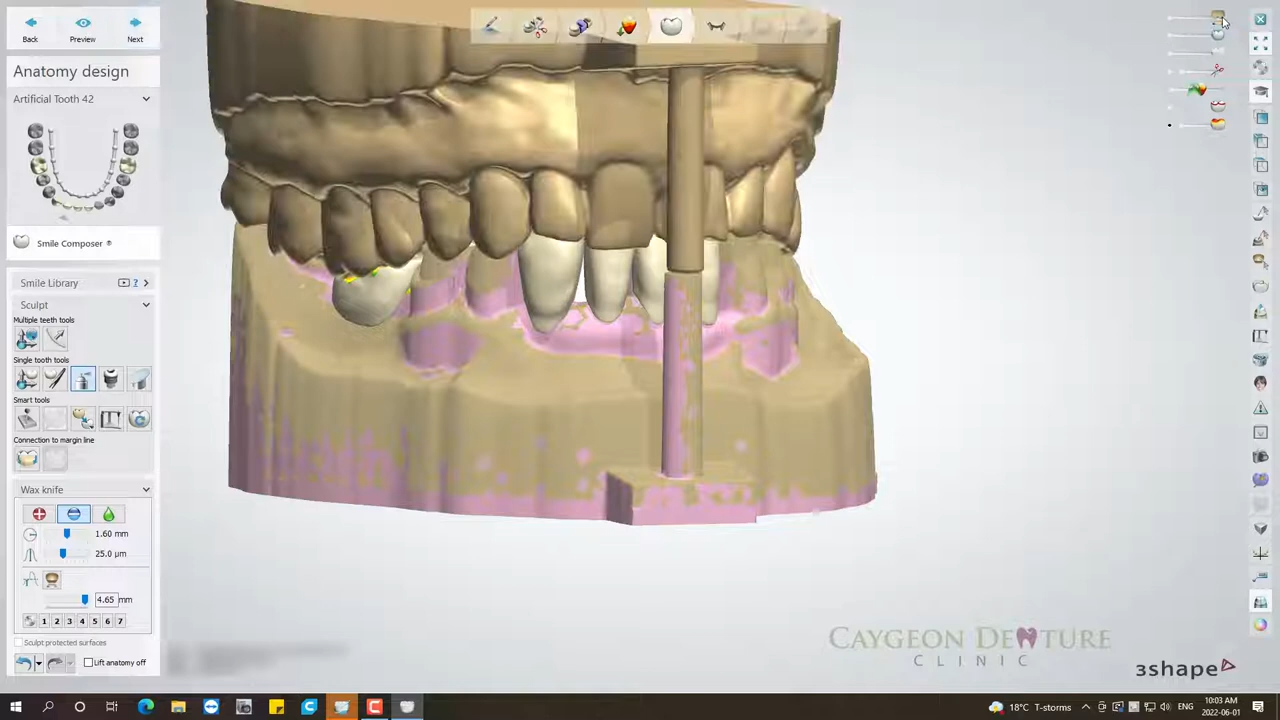 Back
Preview
Next
Anatomy design
Artificial Tooth 42
Smile Composer ®
Smile Library
?
Sculpt
Multiple teeth tools
Single tooth tools
Smart tools
Connection to margin line
Wax knife
1.60 mm
25.0 µm
4.65 mm
1 2 3 4 5 6 7
Sculpt protected surfaces
Lift anatomy off
CAYGEON DENTURE
CLINIC
3shape
18°C T-storms
ENG
10:03 AM
2022-06-01